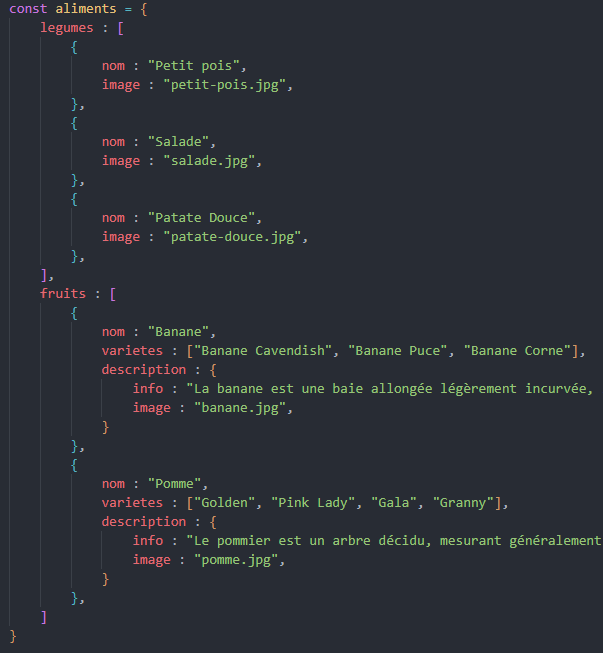 const aliments = {
legumes : [
{
nom : "Petit pois",
image : "petit-pois.jpg",
},
{
nom : "Salade",
image : "salade.jpg",
},
{
nom : "Patate Douce",
image : "patate-douce.jpg",
},
],
fruits : [
{
nom : "Banane",
varietes : ["Banane Cavendish", "Banane Puce", "Banane Corne"],
description : {
info : "La banane est une baie allongée légèrement incurvée,
image : "banane.jpg",
}
},
{
nom : "Pomme",
varietes : ["Golden", "Pink Lady", "Gala", "Granny"],
description : {
info : "Le pommier est un arbre décidu, mesurant généralement
image : "pomme.jpg",
}
},
]
}